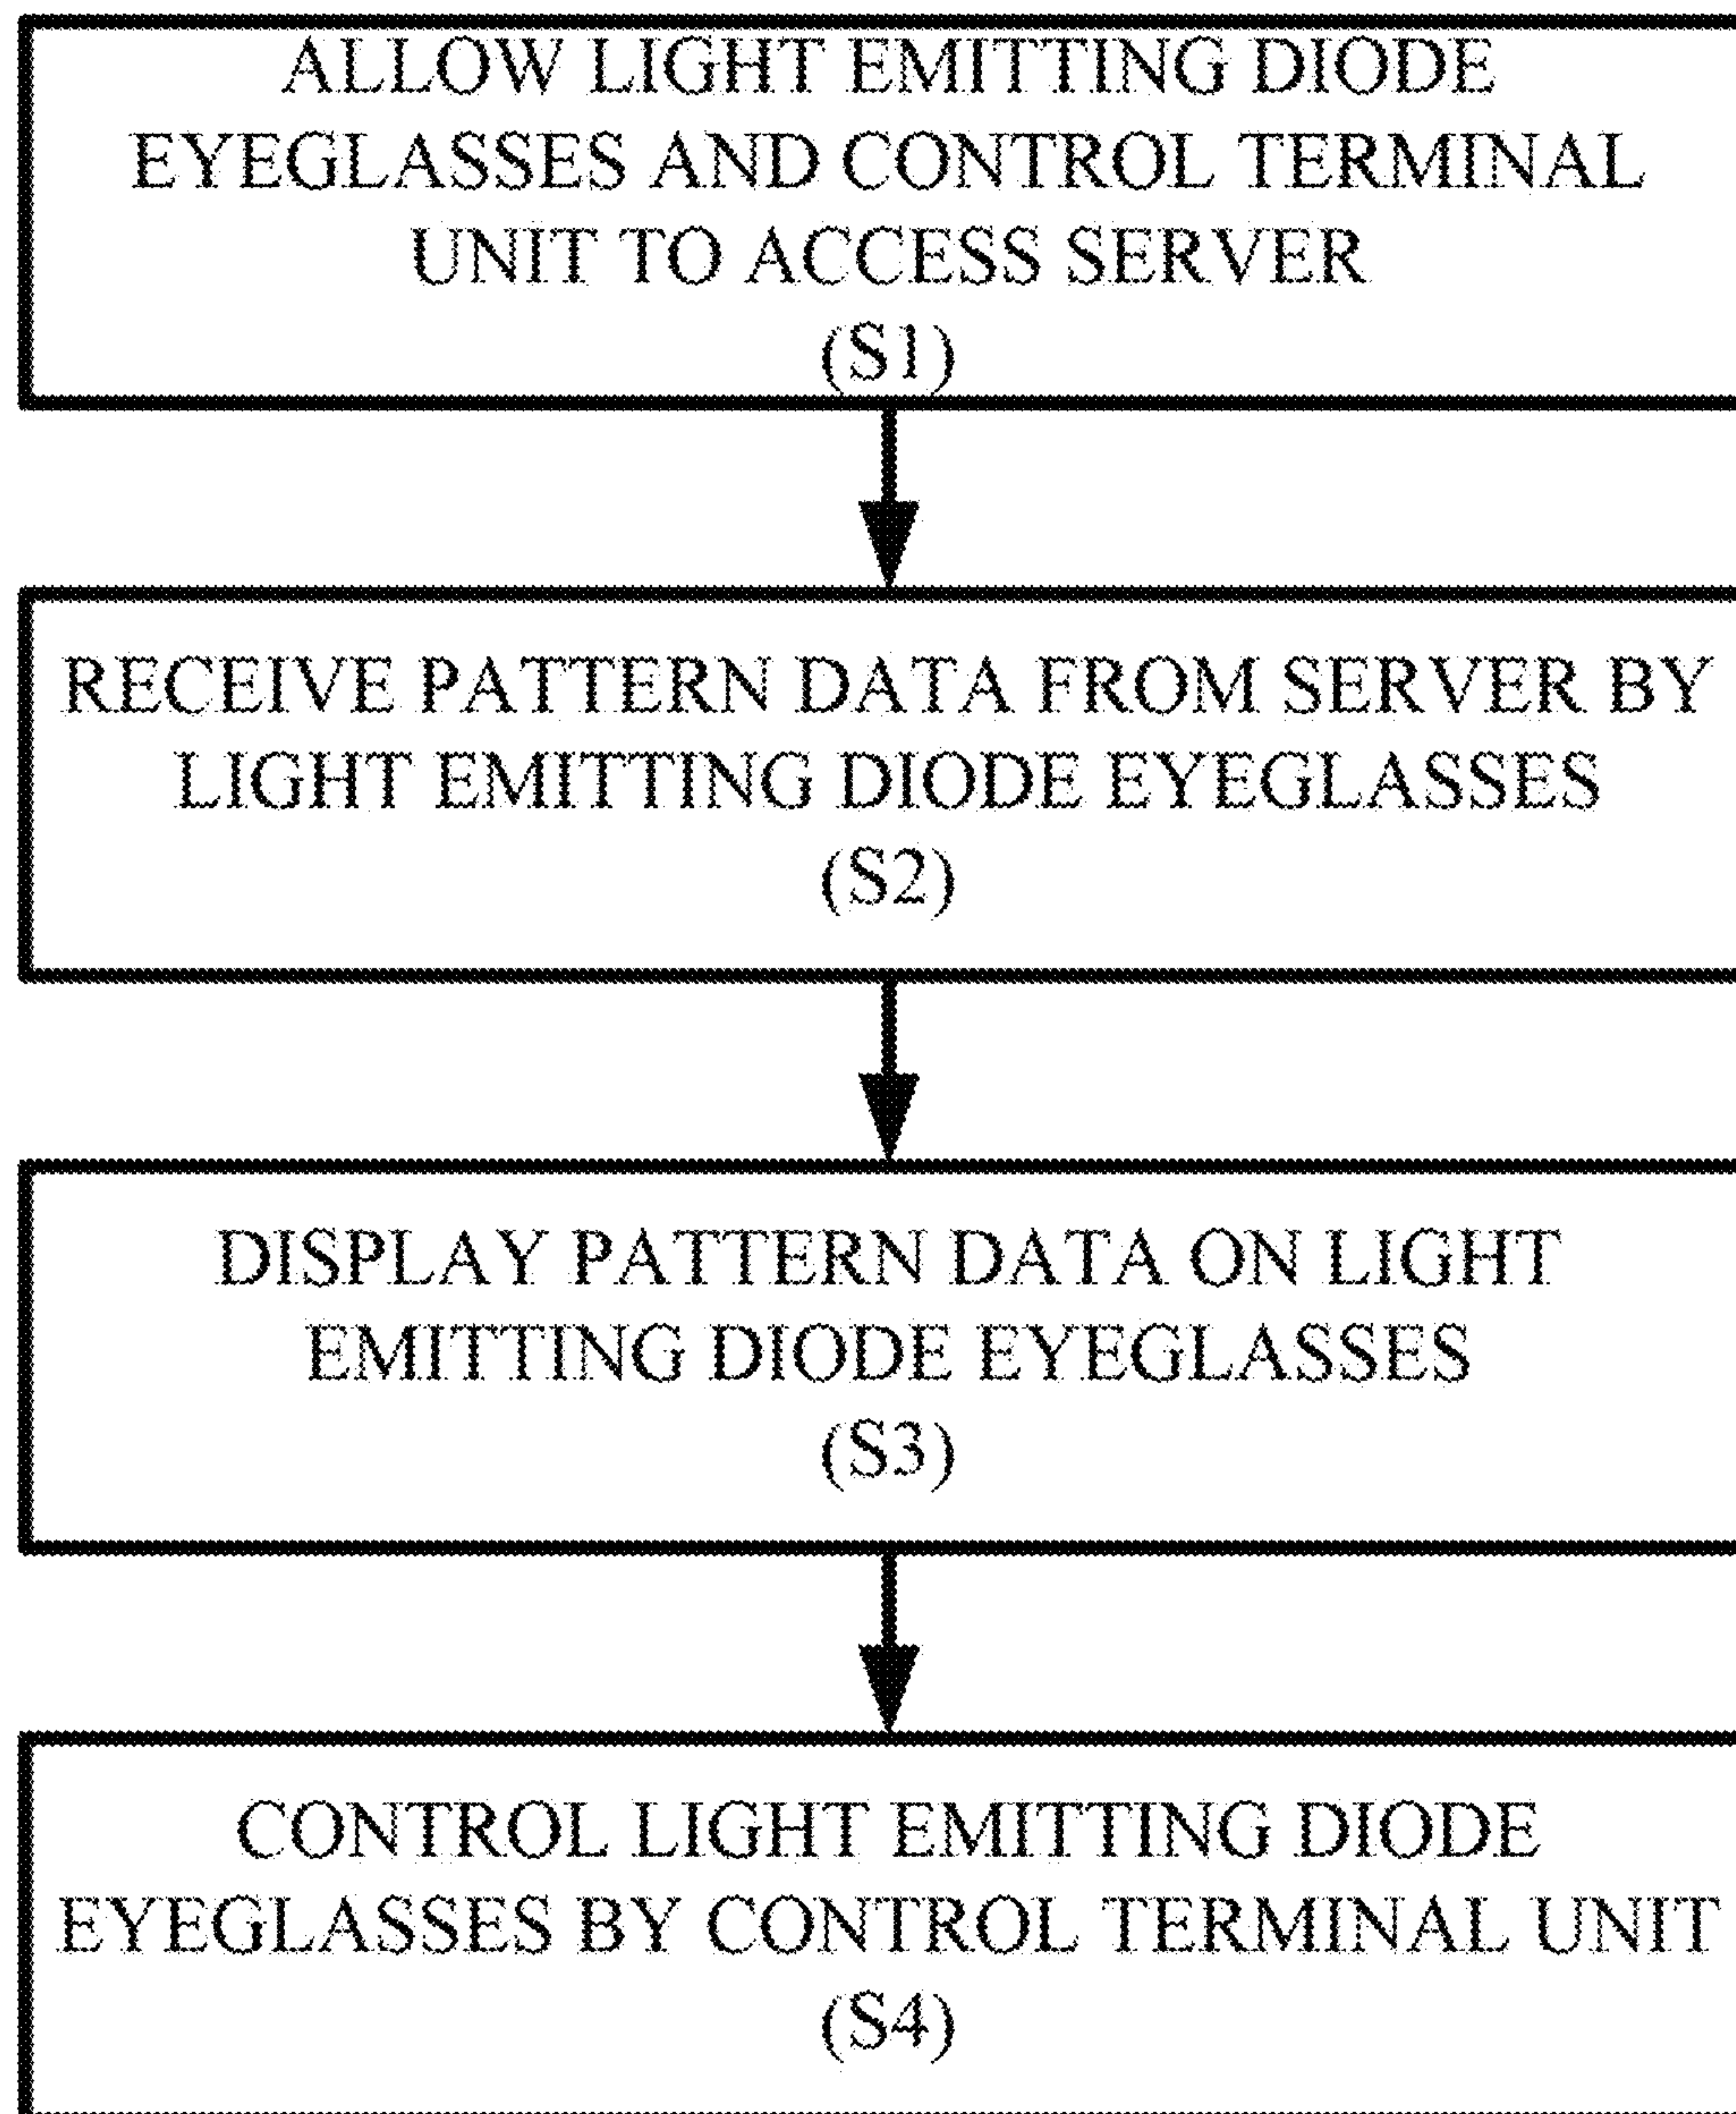 ALLOW LIGHT EMITTING DIODE
EYEGLASSES AND CONTROL TERMINAL
UNIT TO ACCESS SERVER
(S1)
RECEIVE PATTERN DATA FROM SERVER BY
LIGHT EMITTING DIODE EYEGLASSES
(S2)
DISPLAY PATTERN DATA ON LIGHT
EMITTING DIODE EYEGLASSES
(S3)
CONTROL LIGHT EMITTING DIODE
EYEGLASSES BY CONTROL TERMINAL UNIT
(S4)